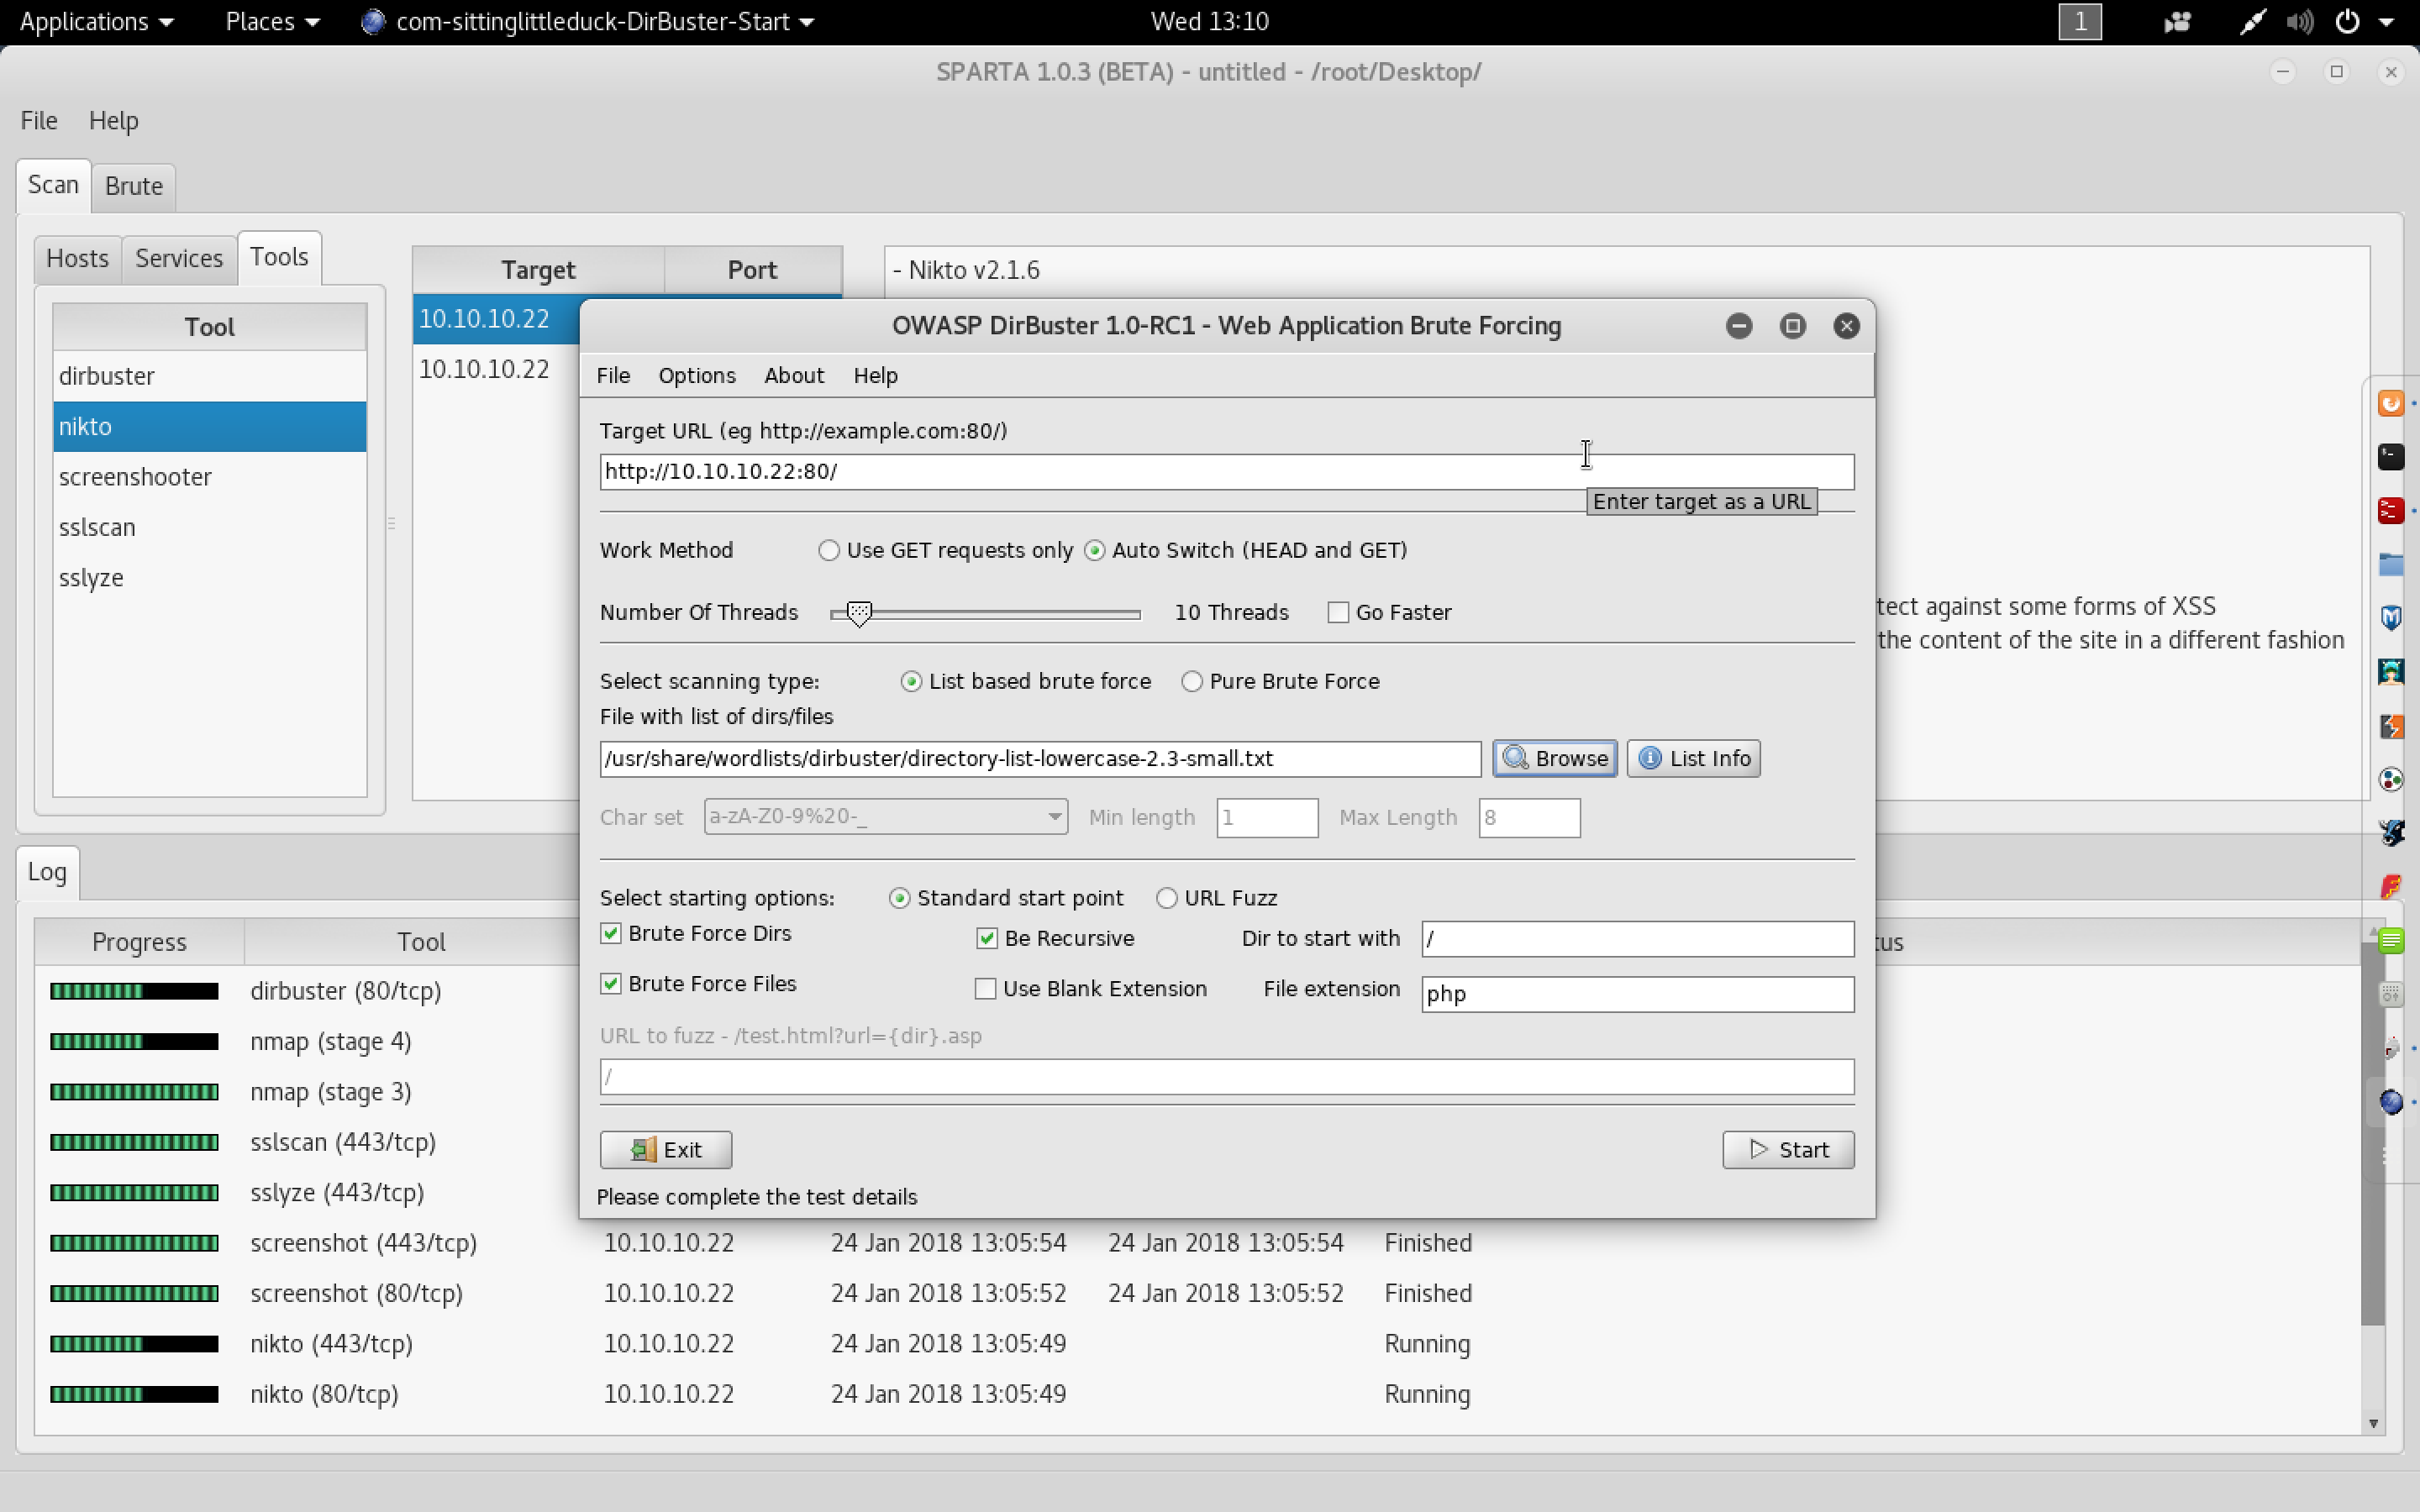 Applications Places com-sittinglittleduck-DirBuster-Start Wed 13:10 1
SPARTA 1.0.3 (BETA) - untitled - /root/Desktop/
File Help
Scan Brute
Hosts Services Tools
Tool
dirbuster
nikto
screenshooter
sslscan
sslyze
Target Port
10.10.10.22
10.10.10.22
- Nikto v2.1.6
tect against some forms of XSS
the content of the site in a different fashion
OWASP DirBuster 1.0-RC1 - Web Application Brute Forcing
File Options About Help
Target URL (eg http://example.com:80/)
http://10.10.10.22:80/
Enter target as a URL
Work Method Use GET requests only Auto Switch (HEAD and GET)
Number Of Threads 10 Threads Go Faster
Select scanning type: List based brute force Pure Brute Force
File with list of dirs/files
/usr/share/wordlists/dirbuster/directory-list-lowercase-2.3-small.txt Browse List Info
Char set a-zA-Z0-9%20-_ Min length 1 Max Length 8
Select starting options: Standard start point URL Fuzz
Brute Force Dirs Be Recursive Dir to start with /
Brute Force Files Use Blank Extension File extension php
URL to fuzz - /test.html?url={dir}.asp
/
Exit Start
Please complete the test details
Log
Progress Tool tus
dirbuster (80/tcp)
nmap (stage 4)
nmap (stage 3)
sslscan (443/tcp)
sslyze (443/tcp)
screenshot (443/tcp) 10.10.10.22 24 Jan 2018 13:05:54 24 Jan 2018 13:05:54 Finished
screenshot (80/tcp) 10.10.10.22 24 Jan 2018 13:05:52 24 Jan 2018 13:05:52 Finished
nikto (443/tcp) 10.10.10.22 24 Jan 2018 13:05:49 Running
nikto (80/tcp) 10.10.10.22 24 Jan 2018 13:05:49 Running